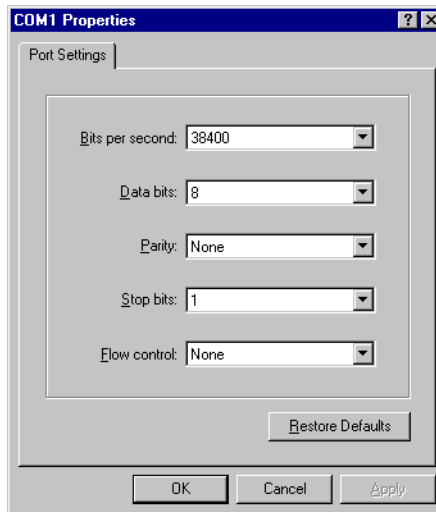 COM1 Properties
Port Settings
Bits per second: 38400
Data bits: 8
Parity: None
Stop bits: 1
Flow control: None
Restore Defaults
OK Cancel Apply